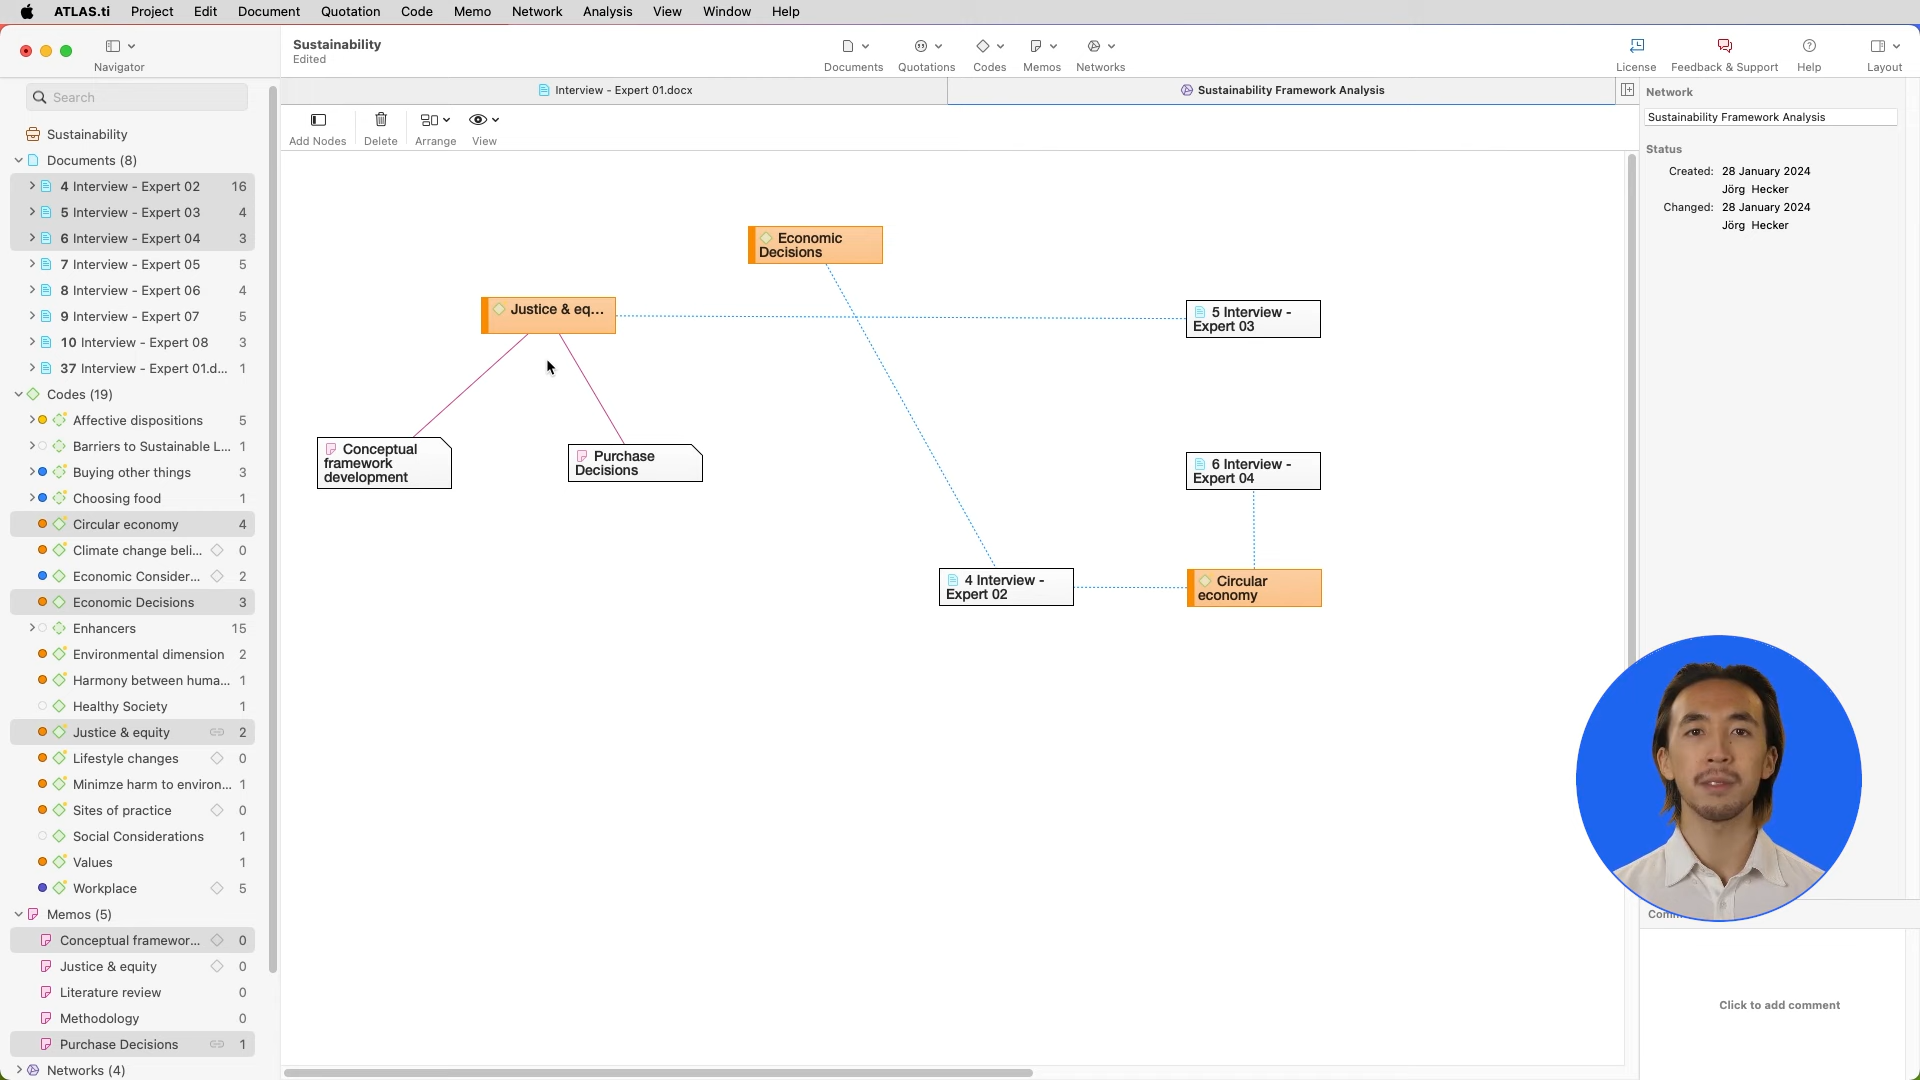 ATLAS.ti Project Edit Document Quotation Code Memo Network Analysis View Window Help
Navigator
Sustainability
Edited
Documents
Quotations
Codes
Memos
Networks
License
Feedback & Support
Help
Layout
Interview - Expert 01.docx
Sustainability Framework Analysis
Add Nodes
Delete
Arrange
View
Search
Sustainability
Documents (8)
4 Interview - Expert 02 16
5 Interview - Expert 03 4
6 Interview - Expert 04 3
7 Interview - Expert 05 5
8 Interview - Expert 06 4
9 Interview - Expert 07 5
10 Interview - Expert 08 3
37 Interview - Expert 01.d... 1
Codes (19)
Affective dispositions 5
Barriers to Sustainable L... 1
Buying other things 3
Choosing food 1
Circular economy 4
Climate change beli... 0
Economic Consider... 2
Economic Decisions 3
Enhancers 15
Environmental dimension 2
Harmony between huma... 1
Healthy Society 1
Justice & equity 2
Lifestyle changes 0
Minimze harm to environ... 1
Sites of practice 0
Social Considerations 1
Values 1
Workplace 5
Memos (5)
Conceptual framewor... 0
Justice & equity 0
Literature review 0
Methodology 0
Purchase Decisions 1
Networks (4)
Economic
Decisions
Justice & eq...
5 Interview -
Expert 03
Conceptual
framework
development
Purchase
Decisions
6 Interview -
Expert 04
4 Interview -
Expert 02
Circular
economy
Network
Sustainability Framework Analysis
Status
Created: 28 January 2024
Jörg Hecker
Changed: 28 January 2024
Jörg Hecker
Click to add comment